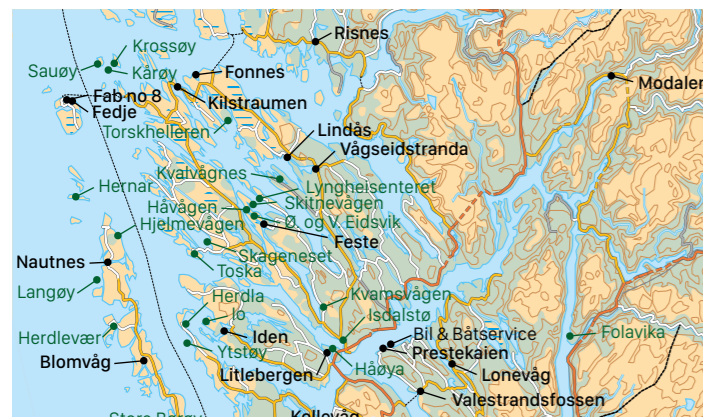 Risnes
Krossøy
Sauøy
Kårøy
Fonnes
Modalen
Fab no 8
Fedje
Kilstraumen
Torskhelleren
Lindås
Vågseidstranda
Kvalvågnes
Hernar
Lyngheisenteret
Skitnevågen
Håvågen
Ø. og V. Eidsvik
Hjelmevågen
Feste
Skageneset
Nautnes
Toska
Langøy
Kvamsvågen
Herdla
Io
Isdalstø
Herdlevær
Iden
Bil & Båtservice
Folavika
Ytstøy
Prestekaien
Blomvåg
Litlebergen
Håøya
Lonevåg
Valestrandsfossen